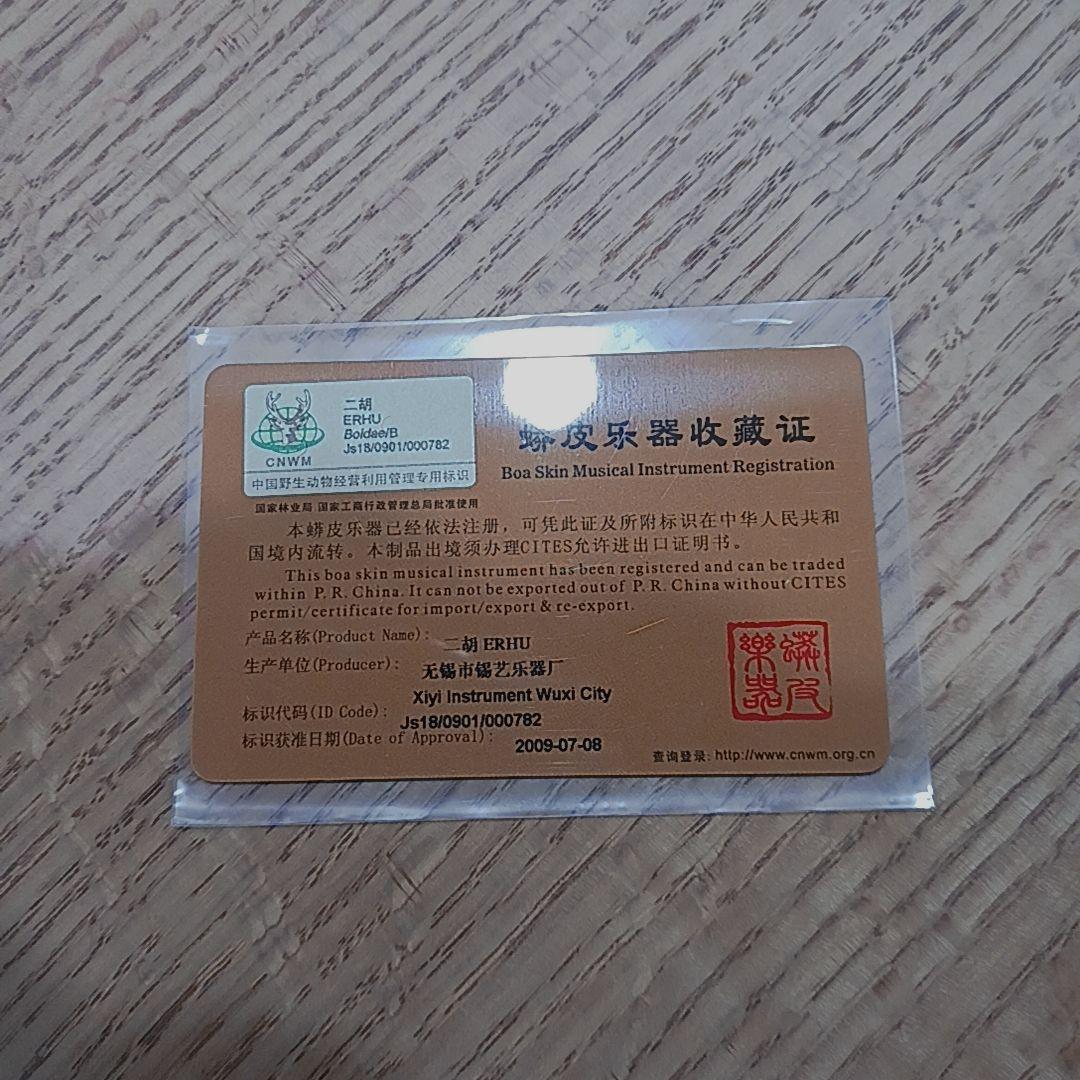 二胡
ERHU
Boidae/B
Js18/0901/000782
CNWM
中国野生动物经营利用管理专用标识
国家林业局 国家工商行政管理总局批准使用
蟒皮乐器收藏证
Boa Skin Musical Instrument Registration
本蟒皮乐器已经依法注册，可凭此证及所附标识在中华人民共和
国境内流转。本制品出境须办理CITES允许进出口证明书。
This boa skin musical instrument has been registered and can be traded
within P. R. China. It can not be exported out of P. R. China without CITES
permit/certificate for import/export & re-export.
产品名称(Product Name): 二胡 ERHU
生产单位(Producer): 无锡市锡艺乐器厂
Xiyi Instrument Wuxi City
标识代码(ID Code): Js18/0901/000782
标识获准日期(Date of Approval): 2009-07-08
蟒皮
樂器
查询登录: http://www.cnwm.org.cn